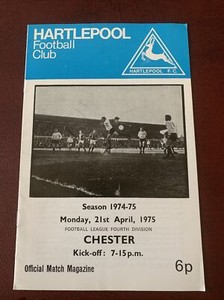 HARTLEPOOL
Football
Club
HARTLEPOOL F.C.
Season 1974-75
Monday, 21st April, 1975
FOOTBALL LEAGUE FOURTH DIVISION
CHESTER
Kick-off: 7-15 p.m.
Official Match Magazine
6p